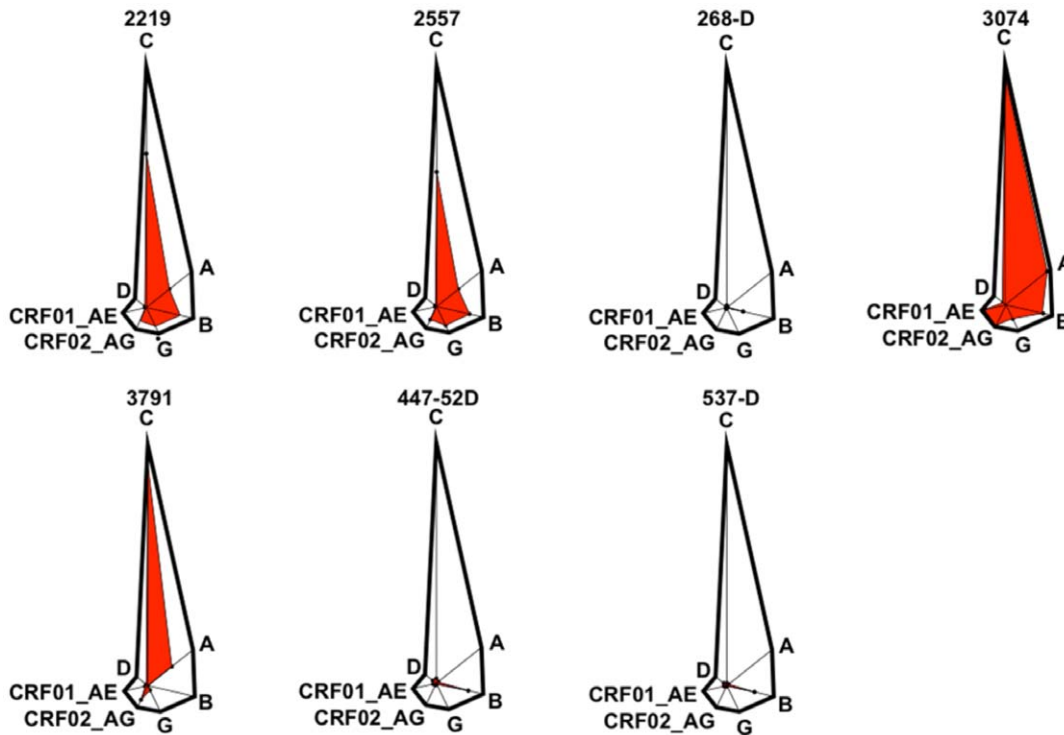 2219
C
A
D
CRF01_AE
B
CRF02_AG
G
2557
C
A
D
CRF01_AE
B
CRF02_AG
G
268-D
C
A
D
CRF01_AE
B
CRF02_AG
G
3074
C
A
D
CRF01_AE
B
CRF02_AG
G
3791
C
A
D
CRF01_AE
B
CRF02_AG
G
447-52D
C
A
D
CRF01_AE
B
CRF02_AG
G
537-D
C
A
D
CRF01_AE
B
CRF02_AG
G